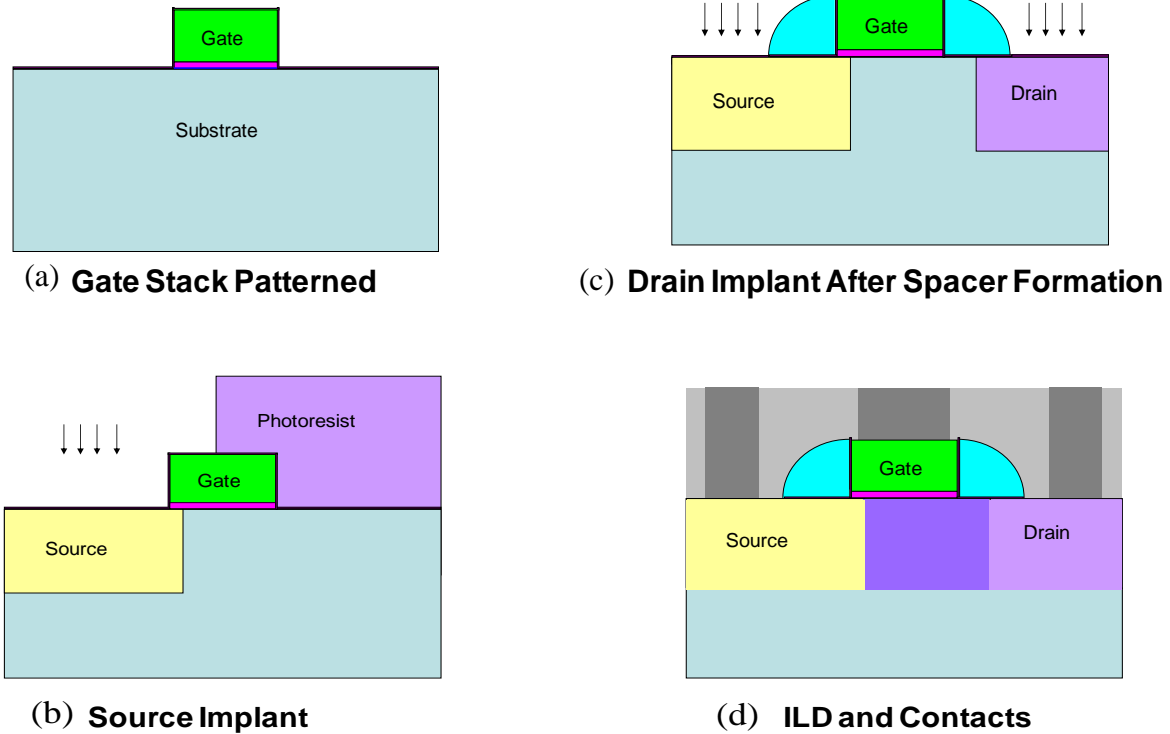 Gate
Substrate
(a) Gate Stack Patterned
Photoresist
Gate
Source
(b) Source Implant
Gate
Source
Drain
(c) Drain Implant After Spacer Formation
Gate
Source
Drain
(d) ILD and Contacts